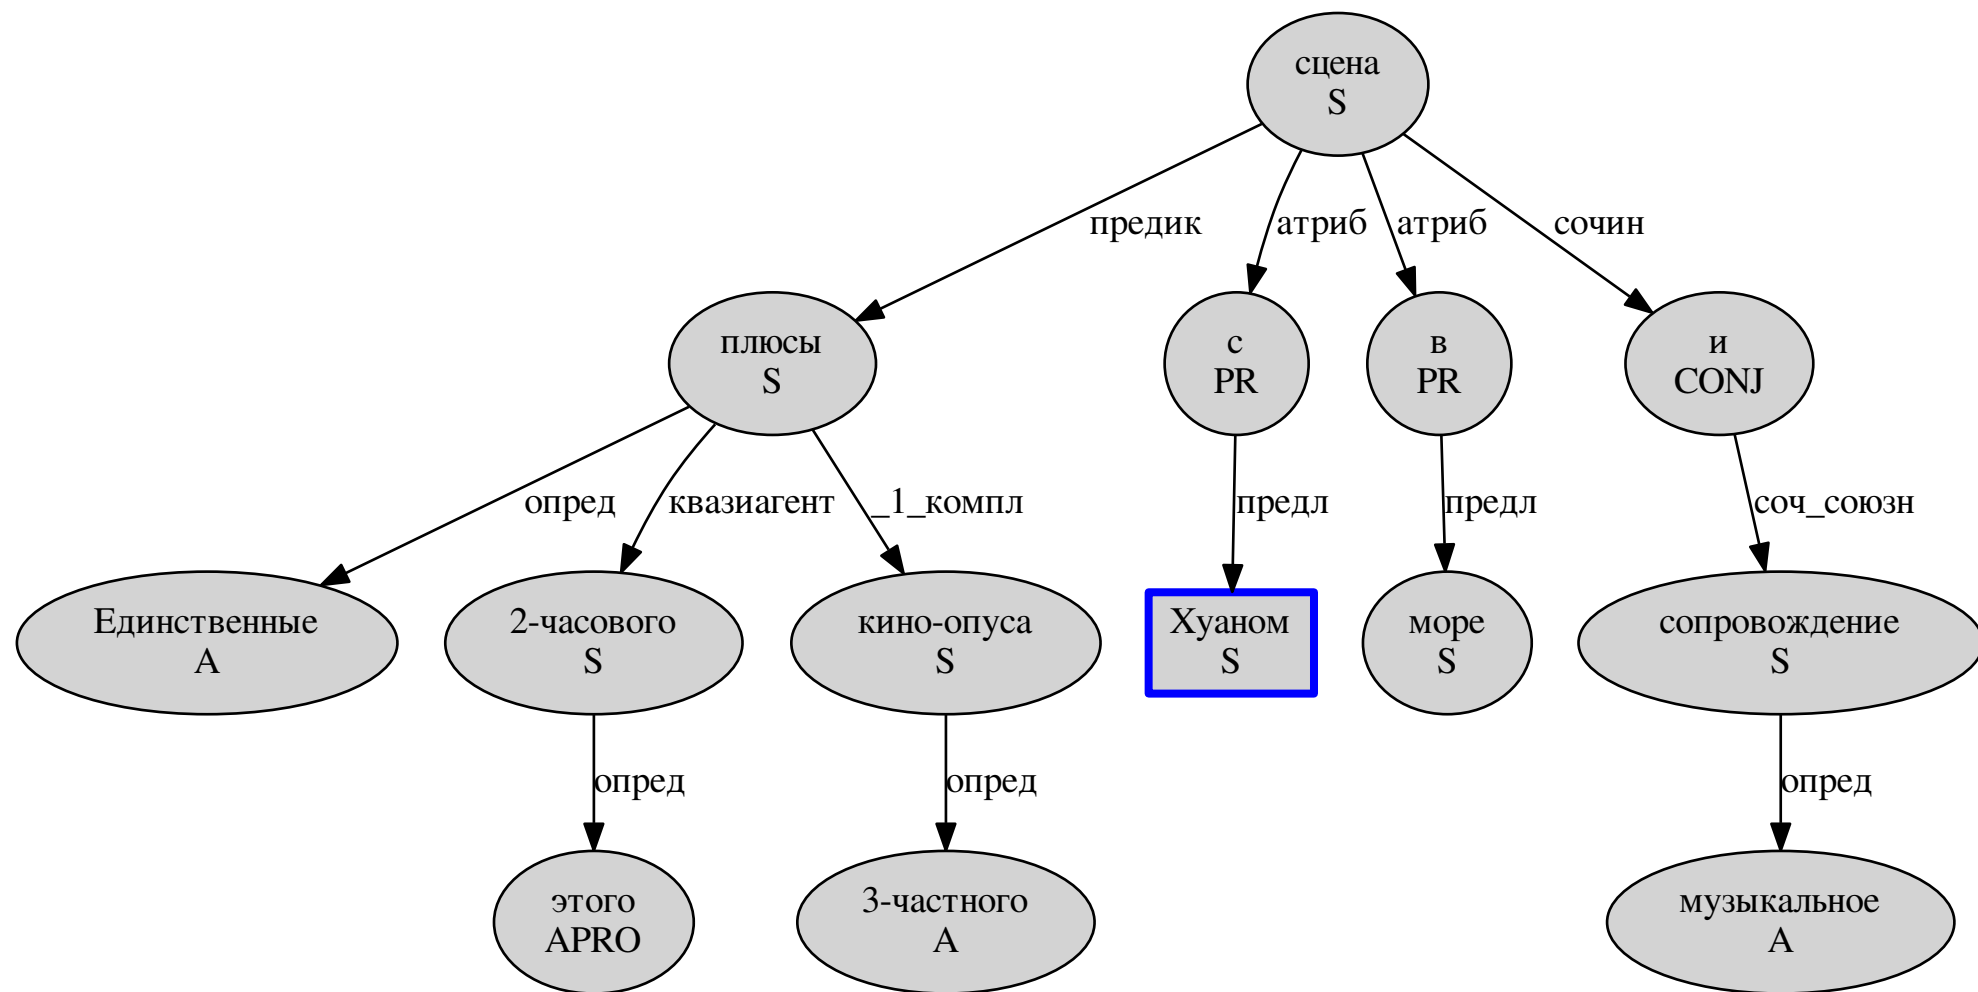 сцена
S
предик
атриб
атриб
сочин
плюсы
S
с
PR
в
PR
и
CONJ
опред
квазиагент
_1_компл
предл
предл
соч_союзн
Единственные
A
2-часового
S
кино-опуса
S
Хуаном
S
море
S
сопровождение
S
опред
опред
опред
этого
APRO
3-частного
A
музыкальное
A